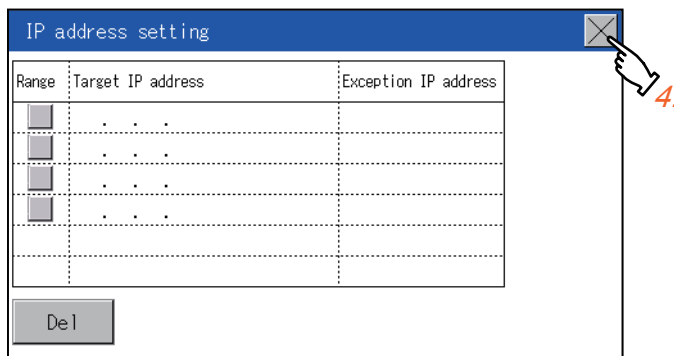 IP address setting
Range Target IP address Exception IP address
4.
. . .
. . .
. . .
. . .
Del